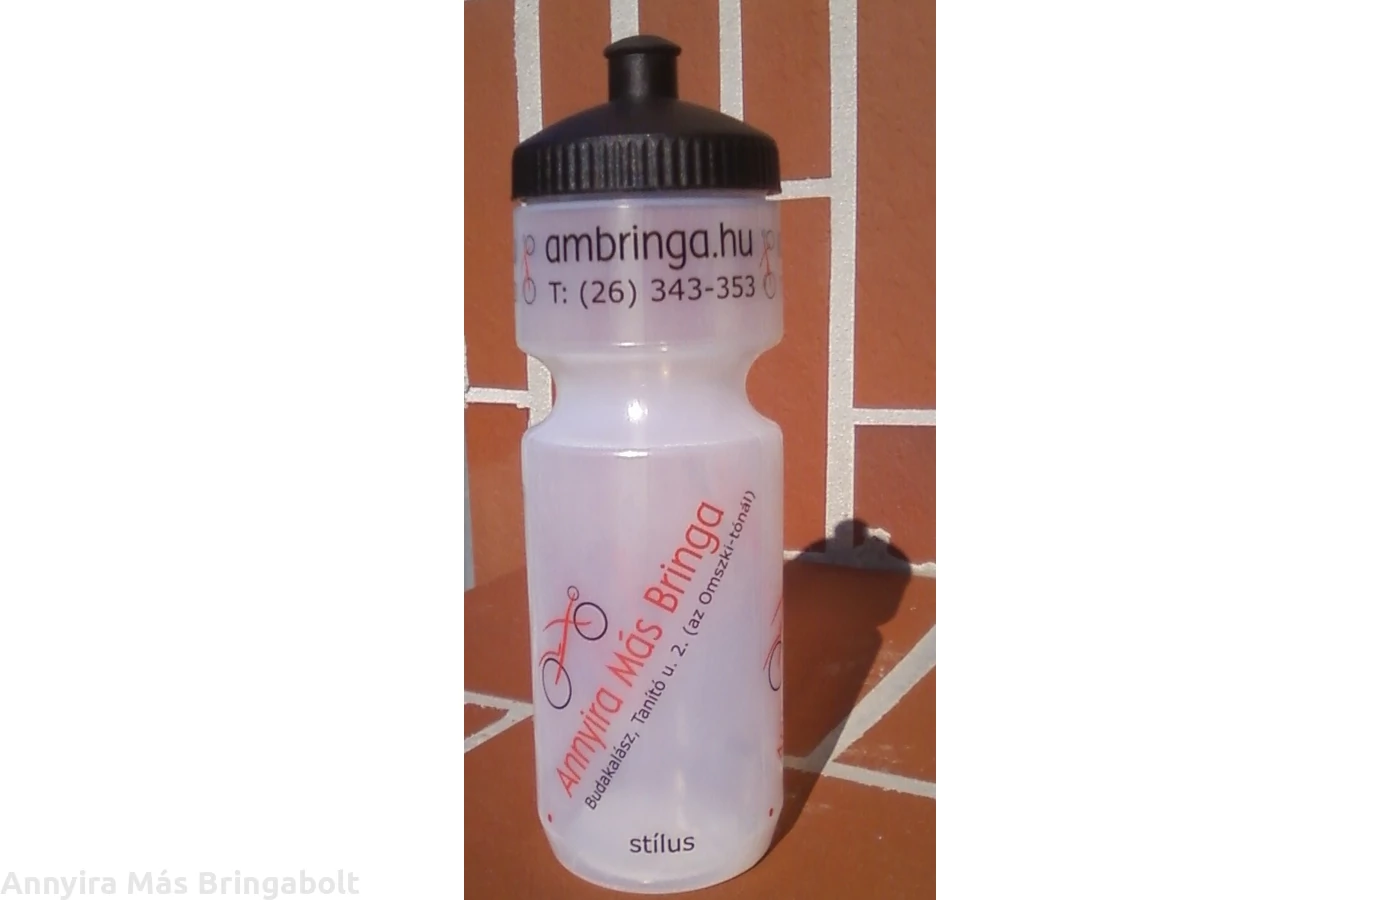 ambringa.hu
T: (26) 343-353
Annyira Más Bringa
Budakalász, Tanító u. 2. (az Omszki-tónál)
stílus
Annyira Más Bringabolt